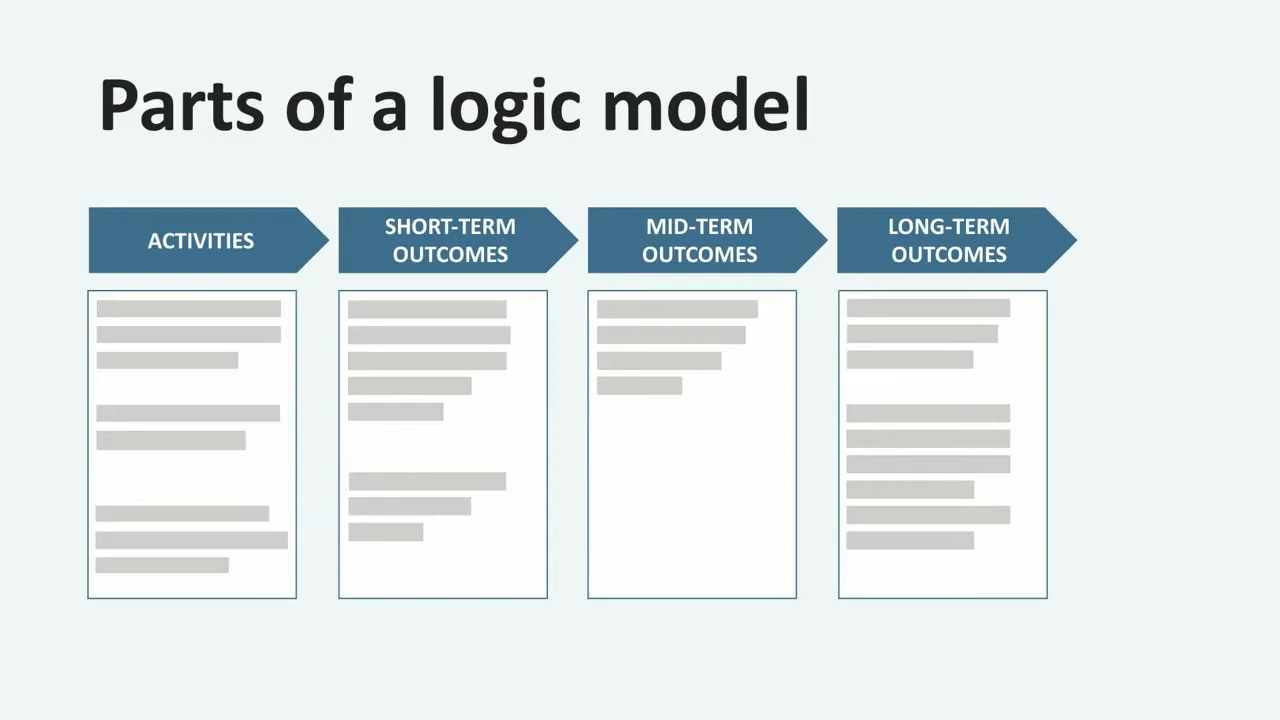 Parts of a logic model
ACTIVITIES
SHORT-TERM
OUTCOMES
MID-TERM
OUTCOMES
LONG-TERM
OUTCOMES